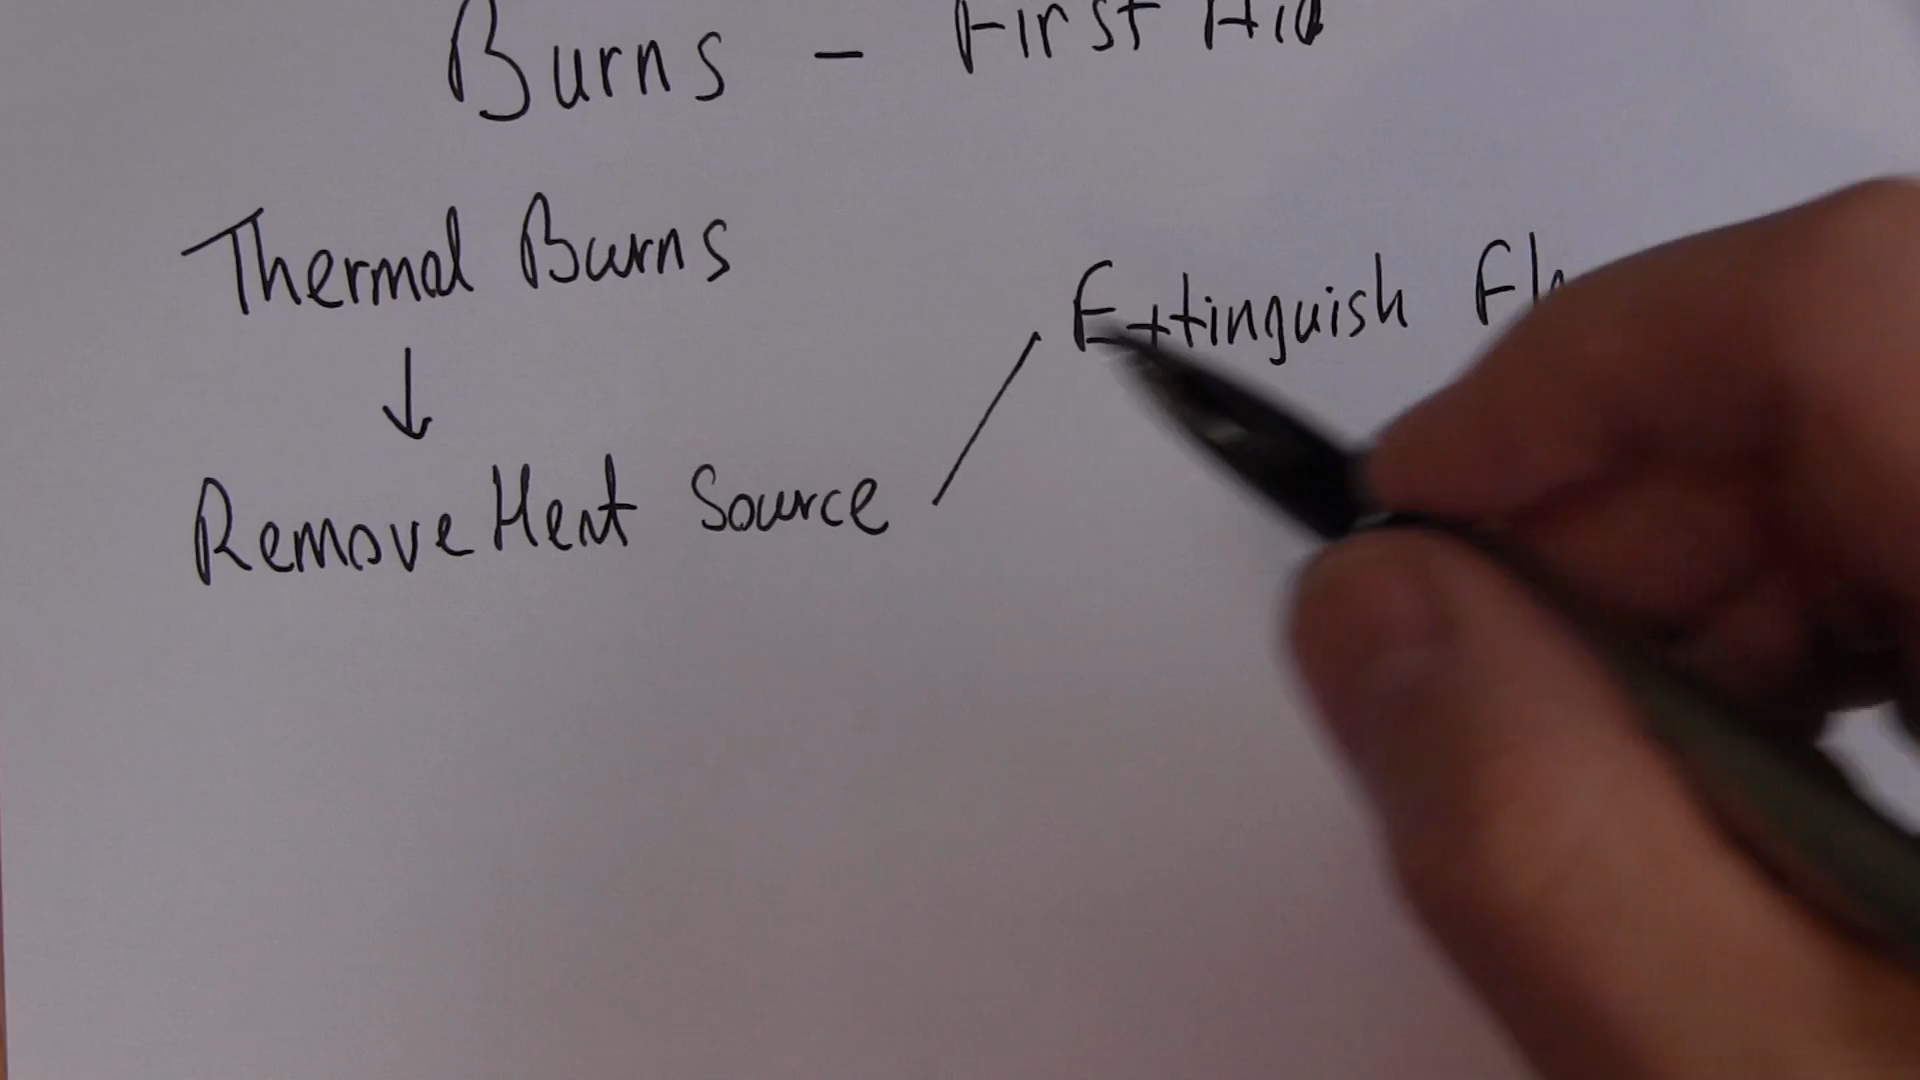 Burns - First Aid
Thermal Burns
Extinguish
Remove Heat Source